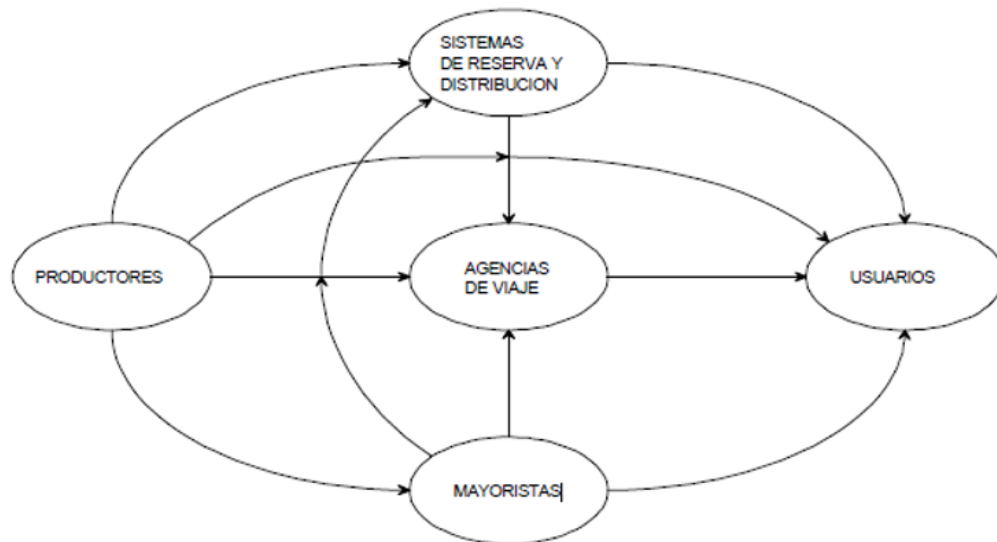 SISTEMAS
DE RESERVA Y
DISTRIBUCION
PRODUCTORES
AGENCIAS
DE VIAJE
USUARIOS
MAYORISTAS